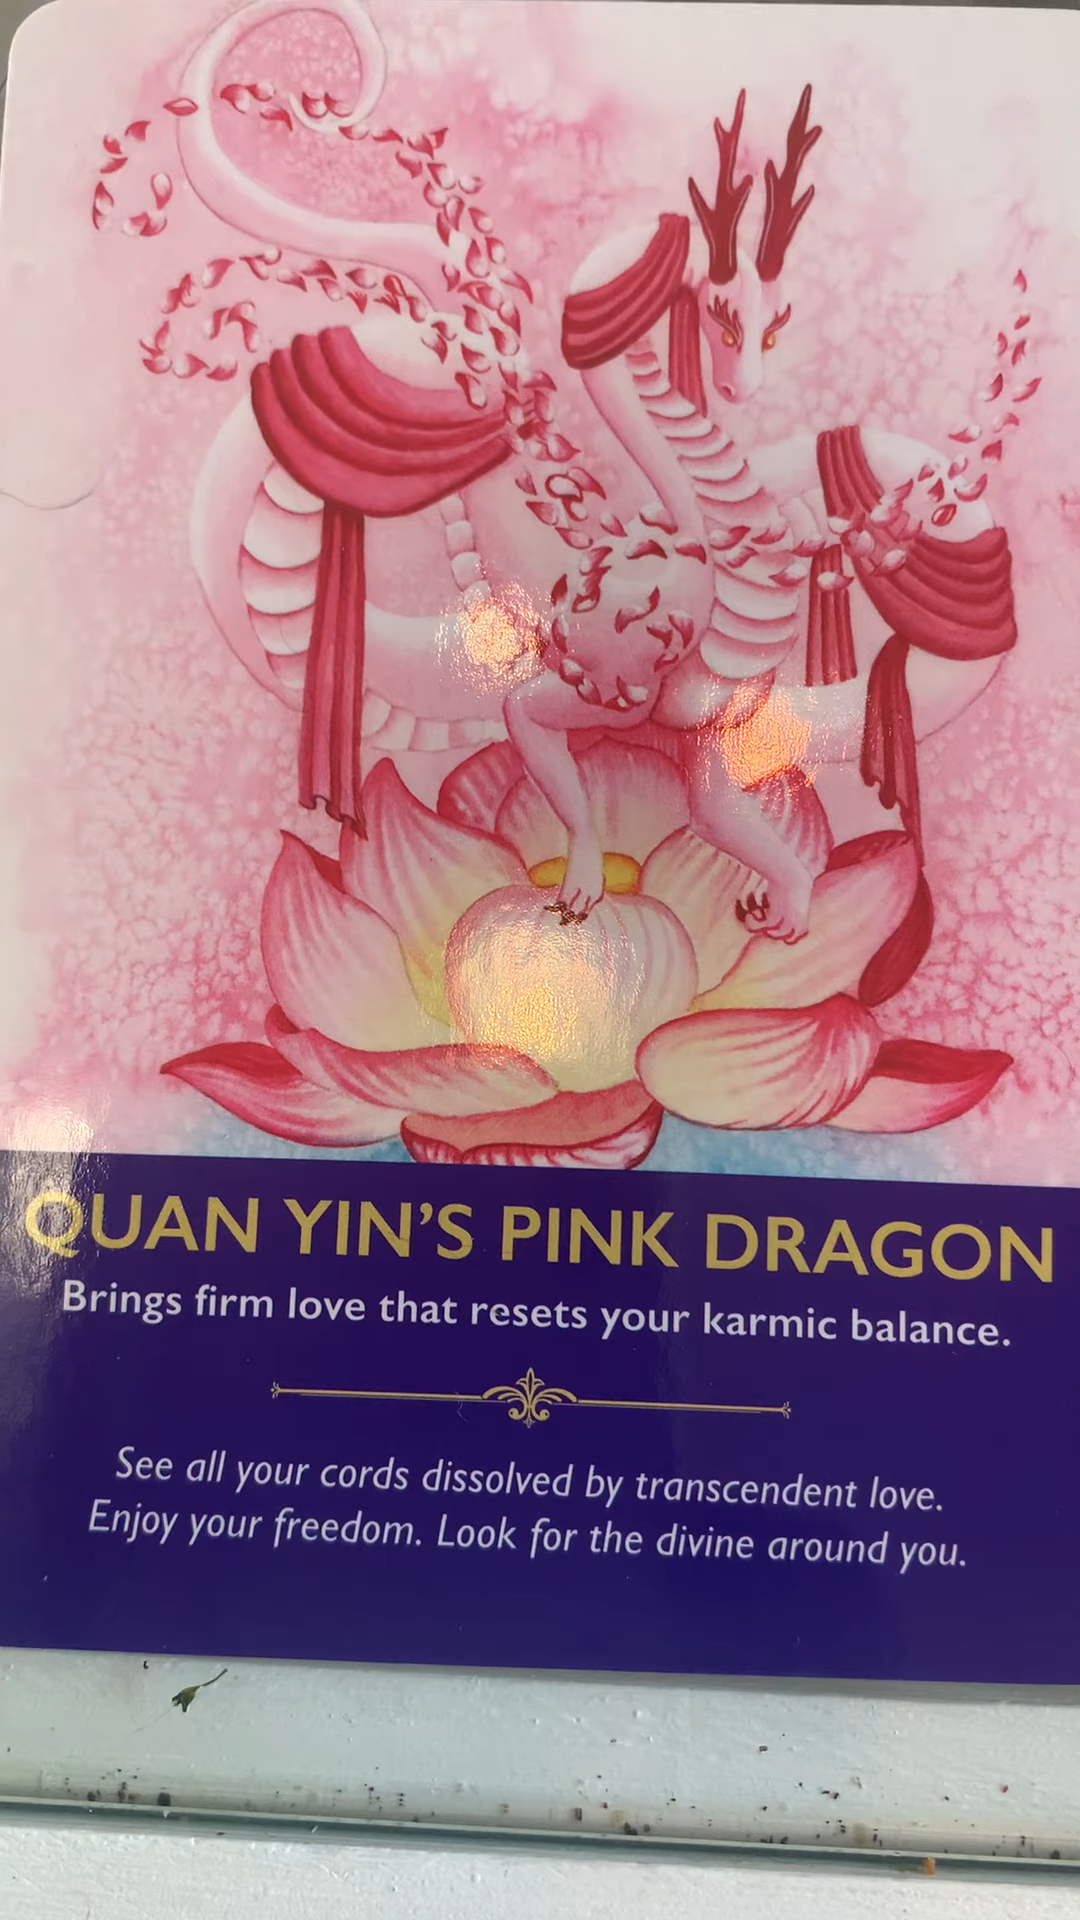 QUAN YIN'S PINK DRAGON
Brings firm love that resets your karmic balance.
See all your cords dissolved by transcendent love.
Enjoy your freedom. Look for the divine around you.